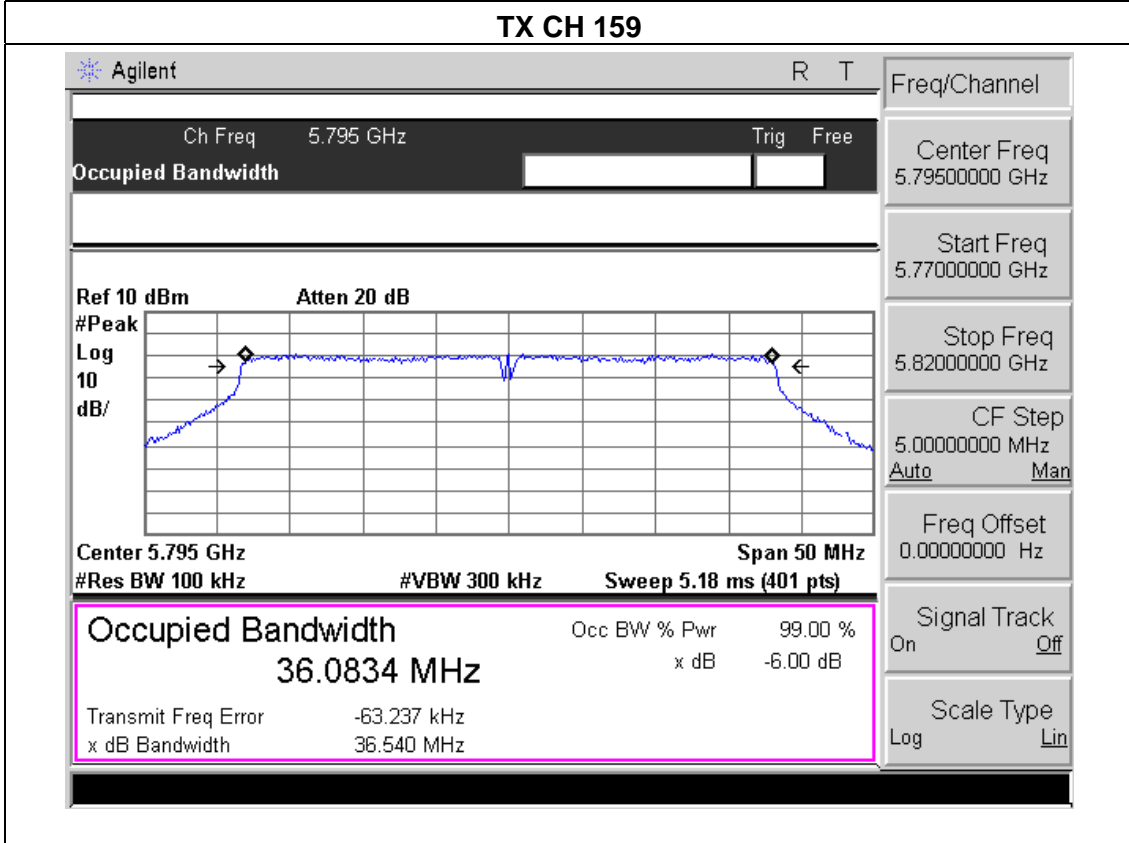 TX CH 159
Agilent R T
Ch Freq 5.795 GHz Trig Free
Occupied Bandwidth
Ref 10 dBm Atten 20 dB
#Peak
Log
10
dB/
Center 5.795 GHz Span 50 MHz
#Res BW 100 kHz #VBW 300 kHz Sweep 5.18 ms (401 pts)
Occupied Bandwidth Occ BW % Pwr 99.00 %
36.0834 MHz x dB -6.00 dB
Transmit Freq Error -63.237 kHz
x dB Bandwidth 36.540 MHz
Freq/Channel
Center Freq
5.79500000 GHz
Start Freq
5.77000000 GHz
Stop Freq
5.82000000 GHz
CF Step
5.00000000 MHz
Auto Man
Freq Offset
0.00000000 Hz
Signal Track
On Off
Scale Type
Log Lin